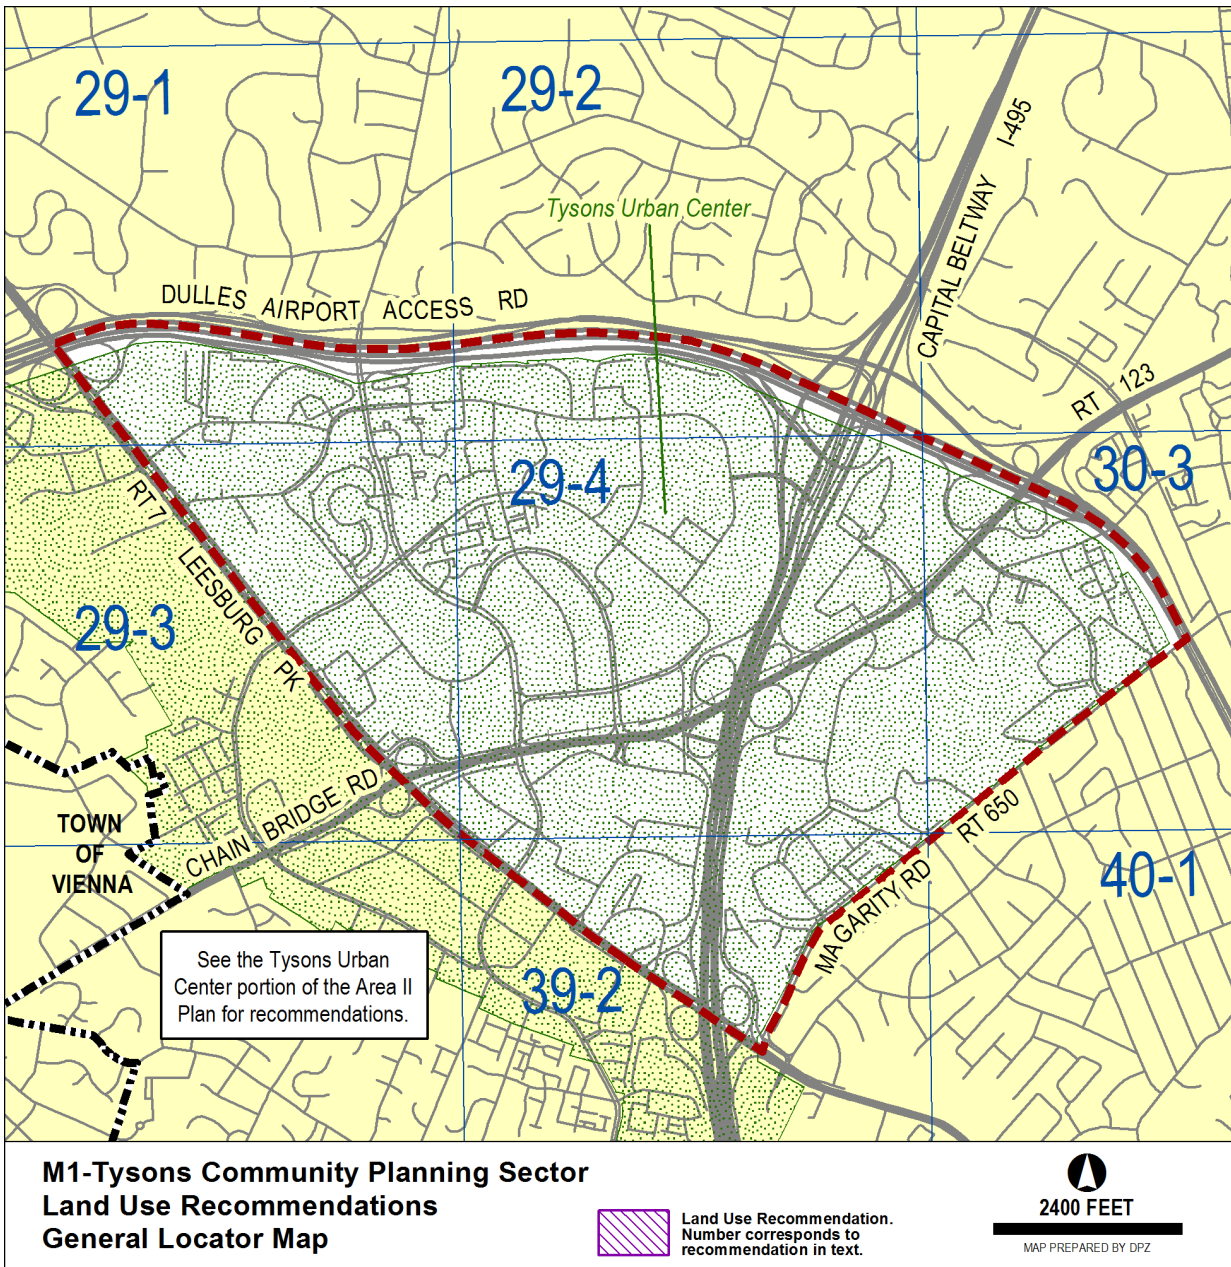 29-1
29-2
I-495
Tysons Urban Center
CAPITAL BELTWAY
DULLES AIRPORT ACCESS RD
RT 123
29-4
30-3
RT 7
LEESBURG PK
29-3
CHAIN BRIDGE RD
TOWN
OF
VIENNA
RT 650
MAGARITY RD
40-1
39-2
See the Tysons Urban
Center portion of the Area II
Plan for recommendations.
M1-Tysons Community Planning Sector
Land Use Recommendations
General Locator Map
Land Use Recommendation.
Number corresponds to
recommendation in text.
2400 FEET
MAP PREPARED BY DPZ